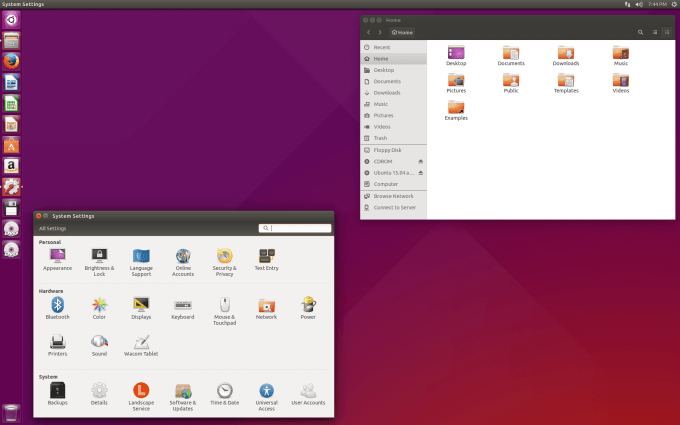 System Settings
7:44 PM
Home
Home
Recent
Home
Desktop
Documents
Downloads
Music
Pictures
Videos
Trash
Floppy Disk
CDROM
Ubuntu 15.04 a...
Computer
Browse Network
Connect to Server
Desktop
Documents
Downloads
Music
Pictures
Public
Templates
Videos
Examples
System Settings
All Settings
Personal
Appearance
Brightness &
Lock
Language
Support
Online
Accounts
Security &
Privacy
Text Entry
Hardware
Bluetooth
Color
Displays
Keyboard
Mouse &
Touchpad
Network
Power
Printers
Sound
Wacom Tablet
System
Backups
Details
Landscape
Service
Software &
Updates
Time & Date
Universal
Access
User Accounts